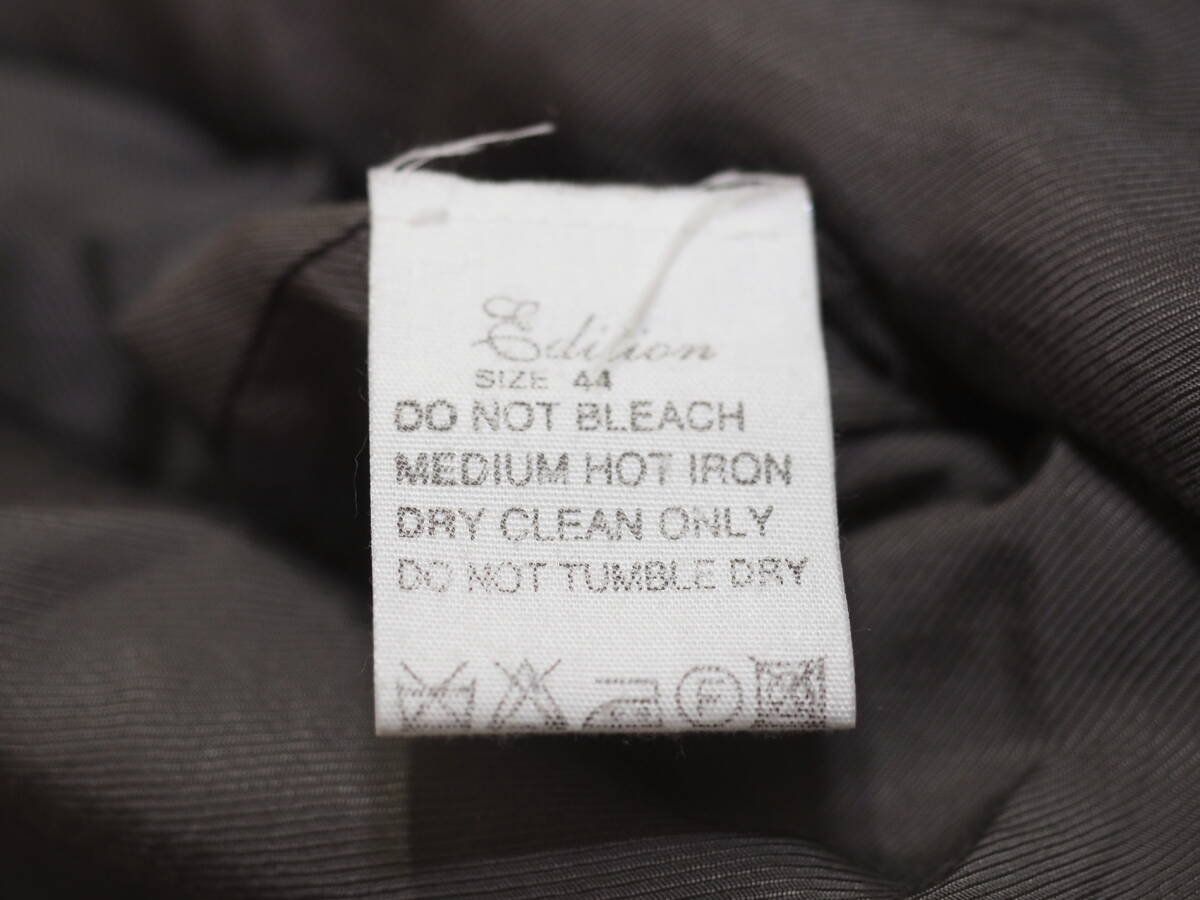 Edition
SIZE 44
DO NOT BLEACH
MEDIUM HOT IRON
DRY CLEAN ONLY
DO NOT TUMBLE DRY
F